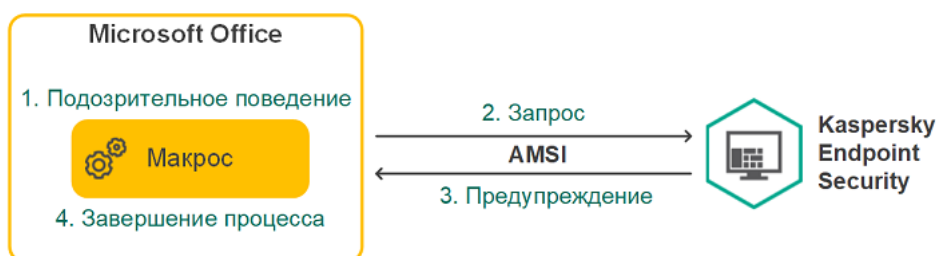 Microsoft Office
1. Подозрительное поведение
Макрос
4. Завершение процесса
2. Запрос
AMSI
3. Предупреждение
Kaspersky
Endpoint
Security